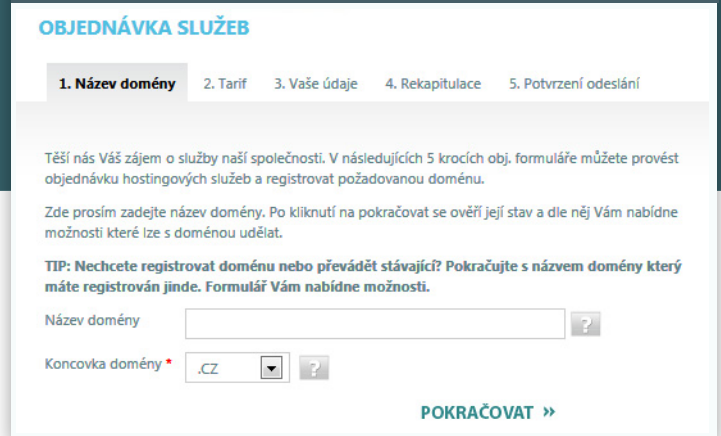 OBJEDNÁVKA SLUŽEB
1. Název domény 2. Tarif 3. Vaše údaje 4. Rekapitulace 5. Potvrzení odeslání
Těší nás Váš zájem o služby naší společnosti. V následujících 5 krocích obj. formuláře můžete provést
objednávku hostingových služeb a registrovat požadovanou doménu.
Zde prosím zadejte název domény. Po kliknutí na pokračovat se ověří její stav a dle něj Vám nabídne
možnosti které lze s doménou udělat.
TIP: Nechcete registrovat doménu nebo převádět stávající? Pokračujte s názvem domény který
máte registrován jinde. Formulář Vám nabídne možnosti.
Název domény ?
Koncovka domény * .CZ ?
POKRAČOVAT »